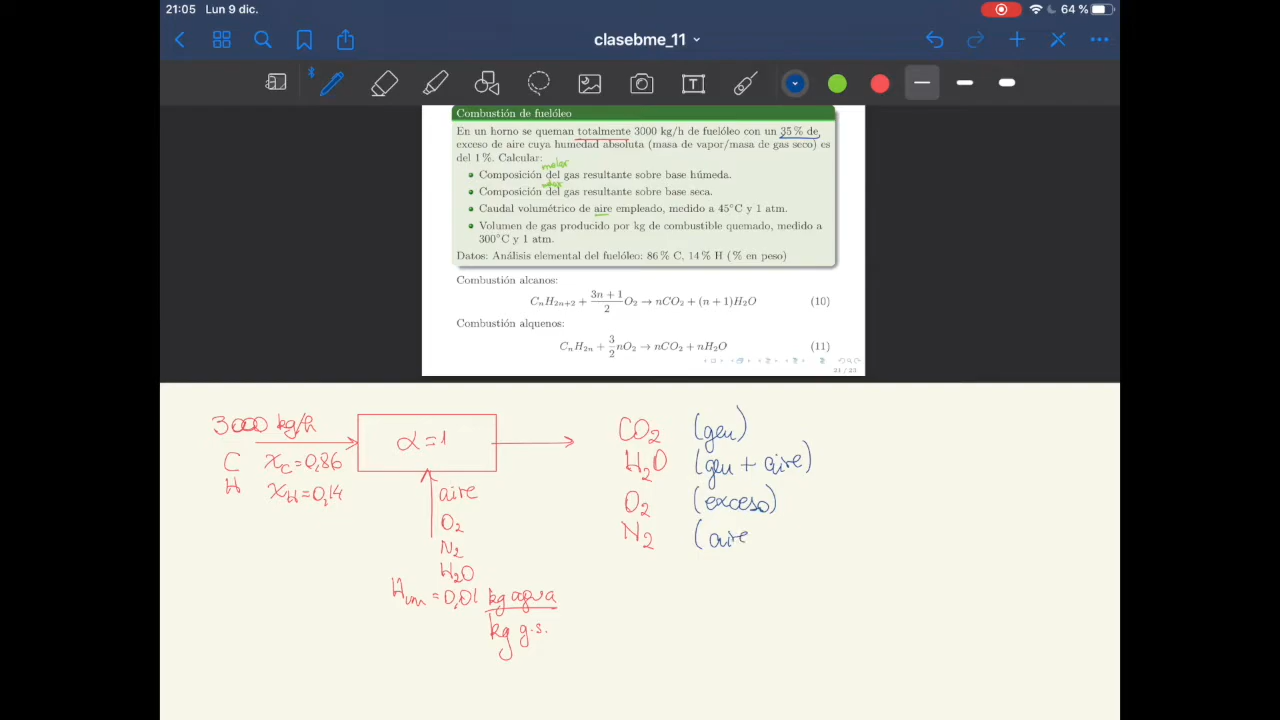 21:05 Lun 9 dic.
64 %
clasebme_11
Combustión de fuelóleo
En un horno se queman totalmente 3000 kg/h de fuelóleo con un 35 % de
exceso de aire cuya humedad absoluta (masa de vapor/masa de gas seco) es
del 1 %. Calcular:
molar
Composición del gas resultante sobre base húmeda.
molar
Composición del gas resultante sobre base seca.
Caudal volumétrico de aire empleado, medido a 45°C y 1 atm.
Volumen de gas producido por kg de combustible quemado, medido a
300°C y 1 atm.
Datos: Análisis elemental del fuelóleo: 86 % C, 14 % H ( % en peso)
Combustión alcanos:
CnH2n+2 + 3n + 1/2 O2 → nCO2 + (n + 1)H2O (10)
Combustión alquenos:
CnH2n + 3/2 nO2 → nCO2 + nH2O (11)
21 / 23
3000 kg/h
α = 1
C xC = 0,86
H xH = 0,14
aire
O2
N2
H2O
Hum = 0,01 kg agua
kg g.s.
CO2 (gen)
H2O (gen + aire)
O2 (exceso)
N2 (aire